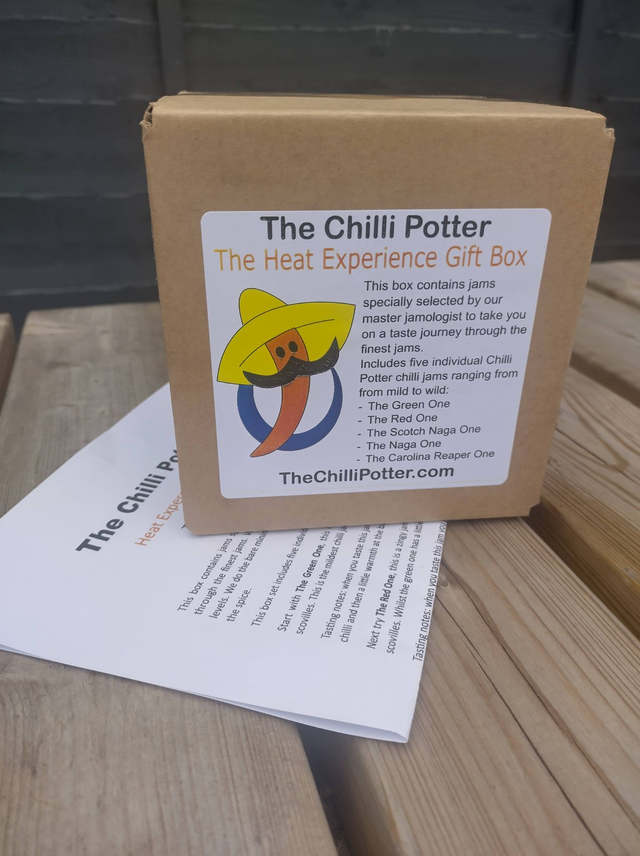 The Chilli Potter
The Heat Experience Gift Box
This box contains jams
specially selected by our
master jamologist to take you
on a taste journey through the
finest jams.
Includes five individual Chilli
Potter chilli jams ranging from
from mild to wild:
- The Green One
- The Red One
- The Scotch Naga One
- The Naga One
- The Carolina Reaper One
TheChilliPotter.com
The Chilli
Heat
This box contains jams
through the finest jams.
levels. We do the bare
the spice.
This box set includes five
Start with The Green One, this
scovilles. This is the mildest chilli
Tasting notes: when you taste this
chilli and then a little warmth at the
Next try The Red One, this is a zingy
scovilles. Whilst the green one has a
Tasting notes: when you taste this jam